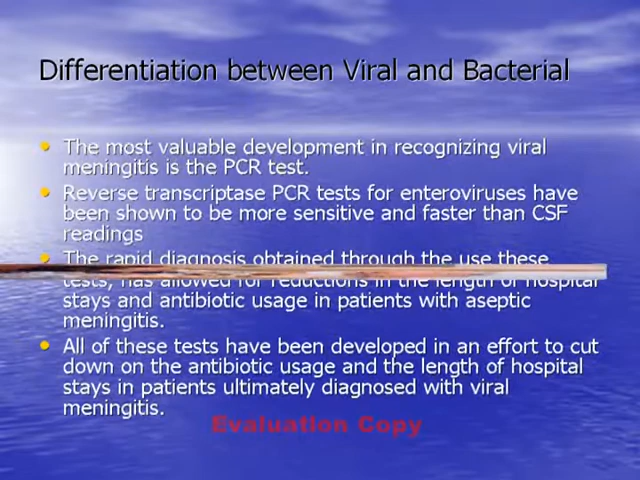 Differentiation between Viral and Bacterial
• The most valuable development in recognizing viral
meningitis is the PCR test.
• Reverse transcriptase PCR tests for enteroviruses have
been shown to be more sensitive and faster than CSF
readings
• The rapid diagnosis obtained through the use these
tests, has allowed for reductions in the length of hospital
stays and antibiotic usage in patients with aseptic
meningitis.
• All of these tests have been developed in an effort to cut
down on the antibiotic usage and the length of hospital
stays in patients ultimately diagnosed with viral
meningitis.
Evaluation Copy